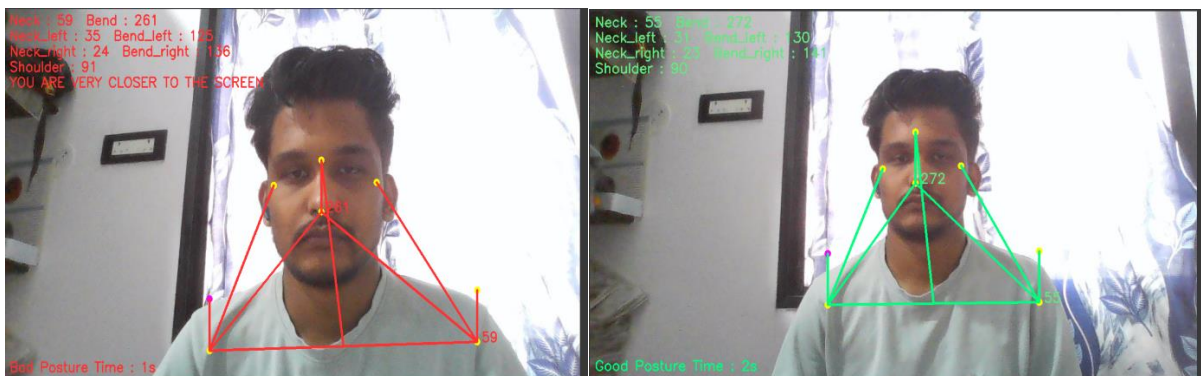 Neck : 59 Bend : 261
Neck_left : 35 Bend_left : 125
Neck_right : 24 Bend_right : 136
Shoulder : 91
YOU ARE VERY CLOSER TO THE SCREEN
261
59
Bad Posture Time : 1s
Neck : 55 Bend : 272
Neck_left : 31 Bend_left : 130
Neck_right : 23 Bend_right : 141
Shoulder : 90
272
55
Good Posture Time : 2s